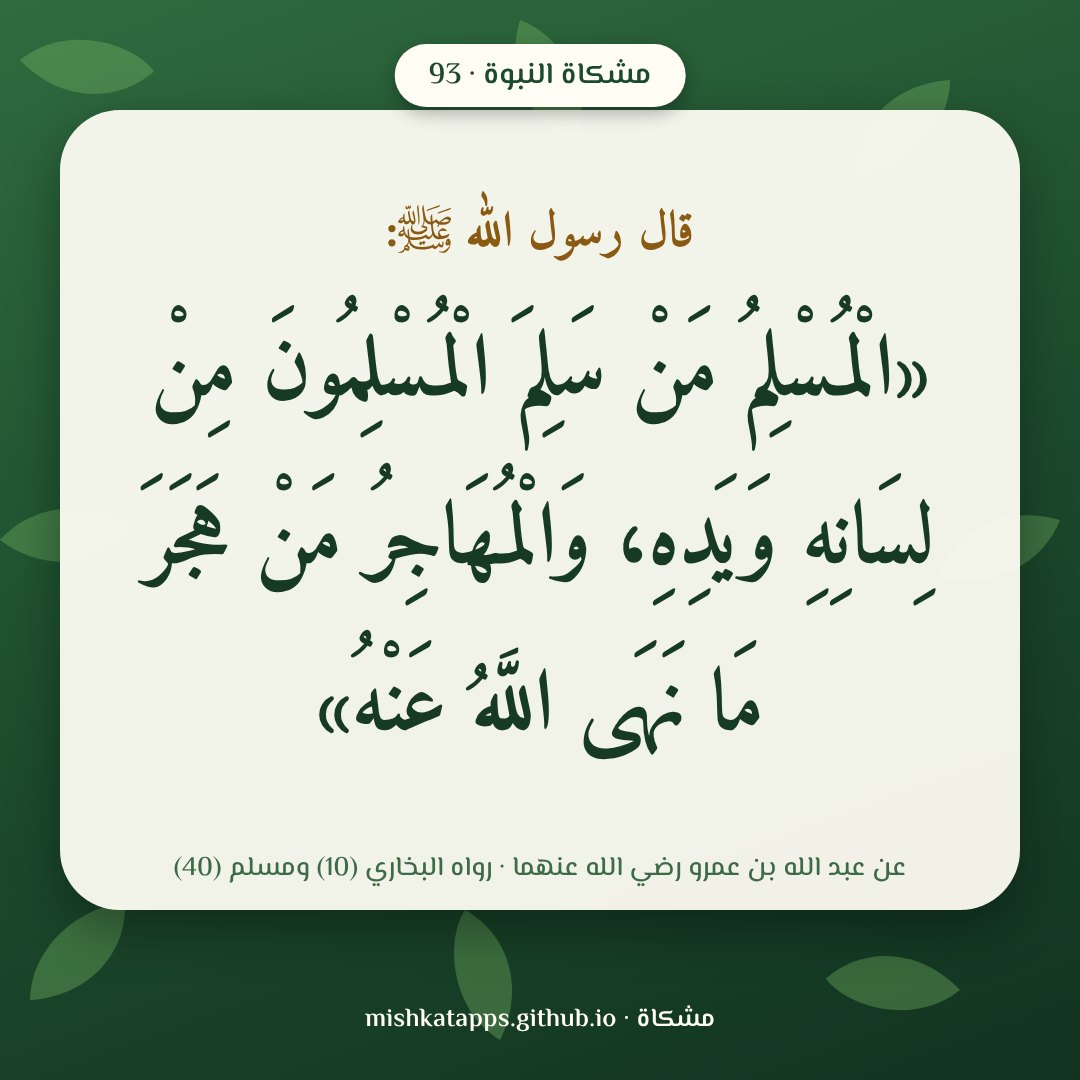 مشكاة النبوة · 93
قال رسول الله ﷺ:
«الْمُسْلِمُ مَنْ سَلِمَ الْمُسْلِمُونَ مِنْ
لِسَانِهِ وَيَدِهِ، وَالْمُهَاجِرُ مَنْ هَجَرَ
مَا نَهَى اللَّهُ عَنْهُ»
عن عبد الله بن عمرو رضي الله عنهما · رواه البخاري (10) ومسلم (40)
مشكاة · mishkatapps.github.io